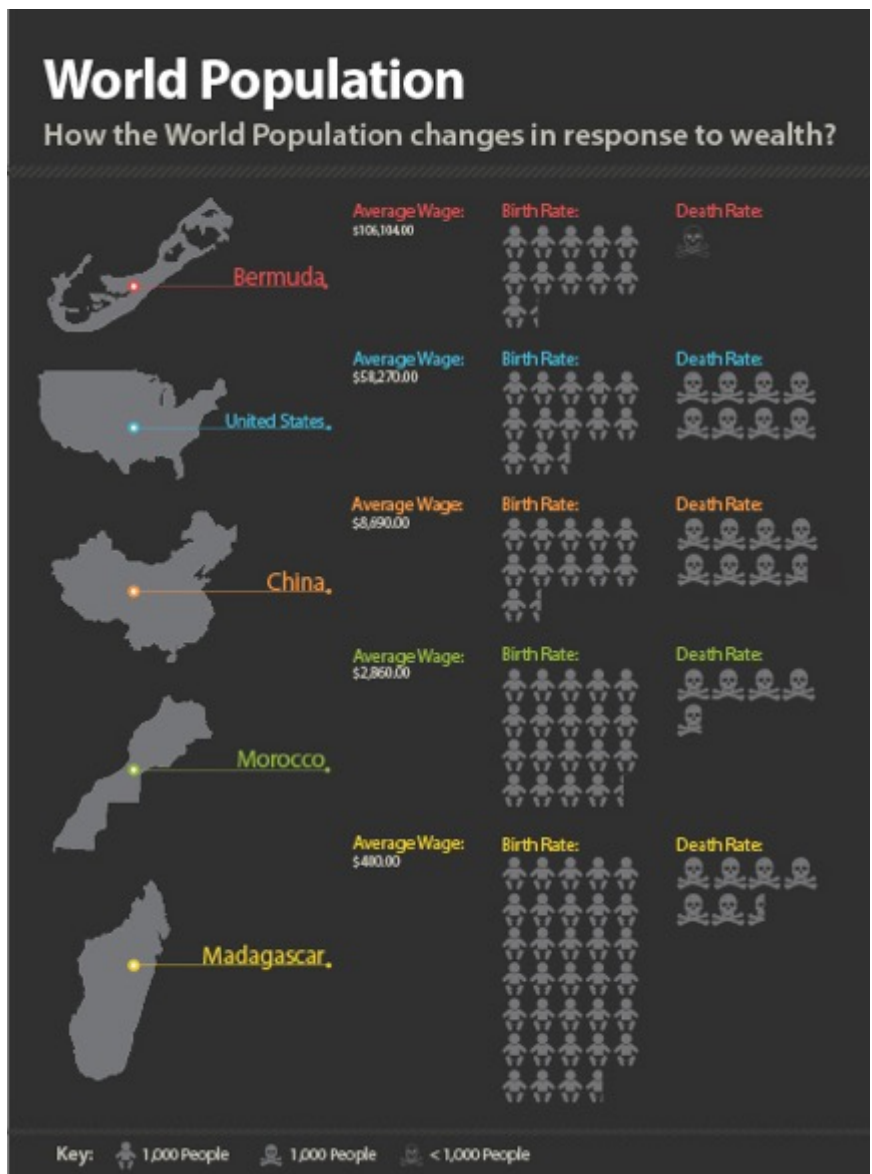 World Population
How the World Population changes in response to wealth?
Average Wage: Birth Rate: Death Rate:
$106,104.00
Bermuda
Average Wage: Birth Rate: Death Rate:
$58,270.00
United States
Average Wage: Birth Rate: Death Rate:
$8,690.00
China
Average Wage: Birth Rate: Death Rate:
$2,860.00
Morocco
Average Wage: Birth Rate: Death Rate:
$400.00
Madagascar
Key: 1,000 People 1,000 People < 1,000 People